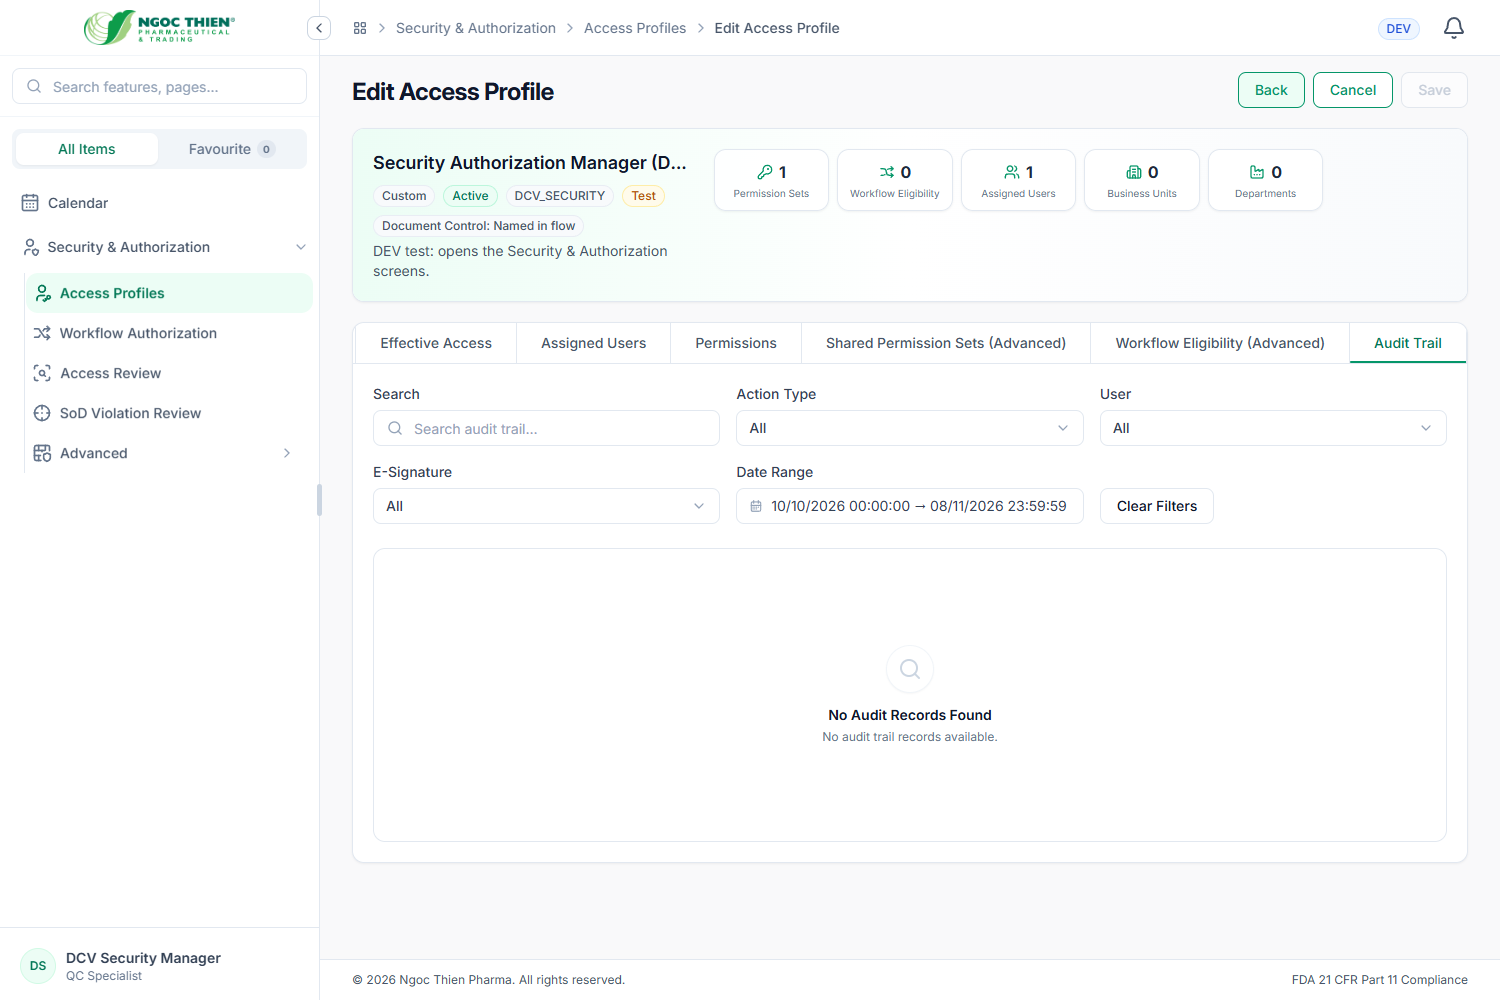 NGOC THIEN®
PHARMACEUTICAL
& TRADING
Security & Authorization
Access Profiles
Edit Access Profile
DEV
Search features, pages...
All Items
Favourite 0
Calendar
Security & Authorization
Access Profiles
Workflow Authorization
Access Review
SoD Violation Review
Advanced
DS
DCV Security Manager
QC Specialist
Edit Access Profile
Back
Cancel
Save
Security Authorization Manager (D...
Custom
Active
DCV_SECURITY
Test
Document Control: Named in flow
DEV test: opens the Security & Authorization
screens.
1
Permission Sets
0
Workflow Eligibility
1
Assigned Users
0
Business Units
0
Departments
Effective Access
Assigned Users
Permissions
Shared Permission Sets (Advanced)
Workflow Eligibility (Advanced)
Audit Trail
Search
Search audit trail...
Action Type
All
User
All
E-Signature
All
Date Range
10/10/2026 00:00:00 → 08/11/2026 23:59:59
Clear Filters
No Audit Records Found
No audit trail records available.
© 2026 Ngoc Thien Pharma. All rights reserved.
FDA 21 CFR Part 11 Compliance